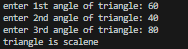 enter 1st angle of triangle: 60
enter 2nd angle of triangle: 40
enter 3rd angle of triangle: 80
triangle is scalene